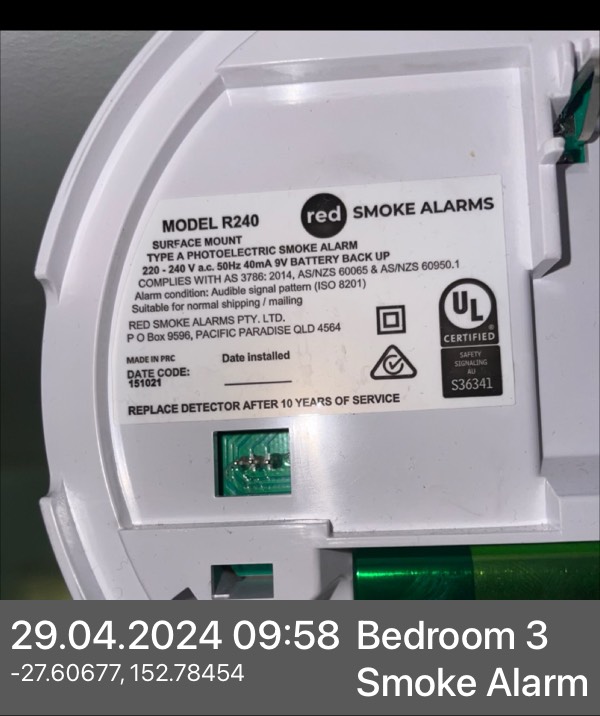 MODEL R240
red SMOKE ALARMS
SURFACE MOUNT
TYPE A PHOTOELECTRIC SMOKE ALARM
220 - 240 V a.c. 50Hz 40mA 9V BATTERY BACK UP
COMPLIES WITH AS 3786: 2014, AS/NZS 60065 & AS/NZS 60950.1
Alarm condition: Audible signal pattern (ISO 8201)
Suitable for normal shipping / mailing
RED SMOKE ALARMS PTY. LTD.
P O Box 9596, PACIFIC PARADISE QLD 4564
UL ®
CERTIFIED
SAFETY
SIGNALING
AU
S36341
MADE IN PRC
Date installed
DATE CODE:
151021
REPLACE DETECTOR AFTER 10 YEARS OF SERVICE
29.04.2024 09:58
-27.60677, 152.78454
Bedroom 3
Smoke Alarm